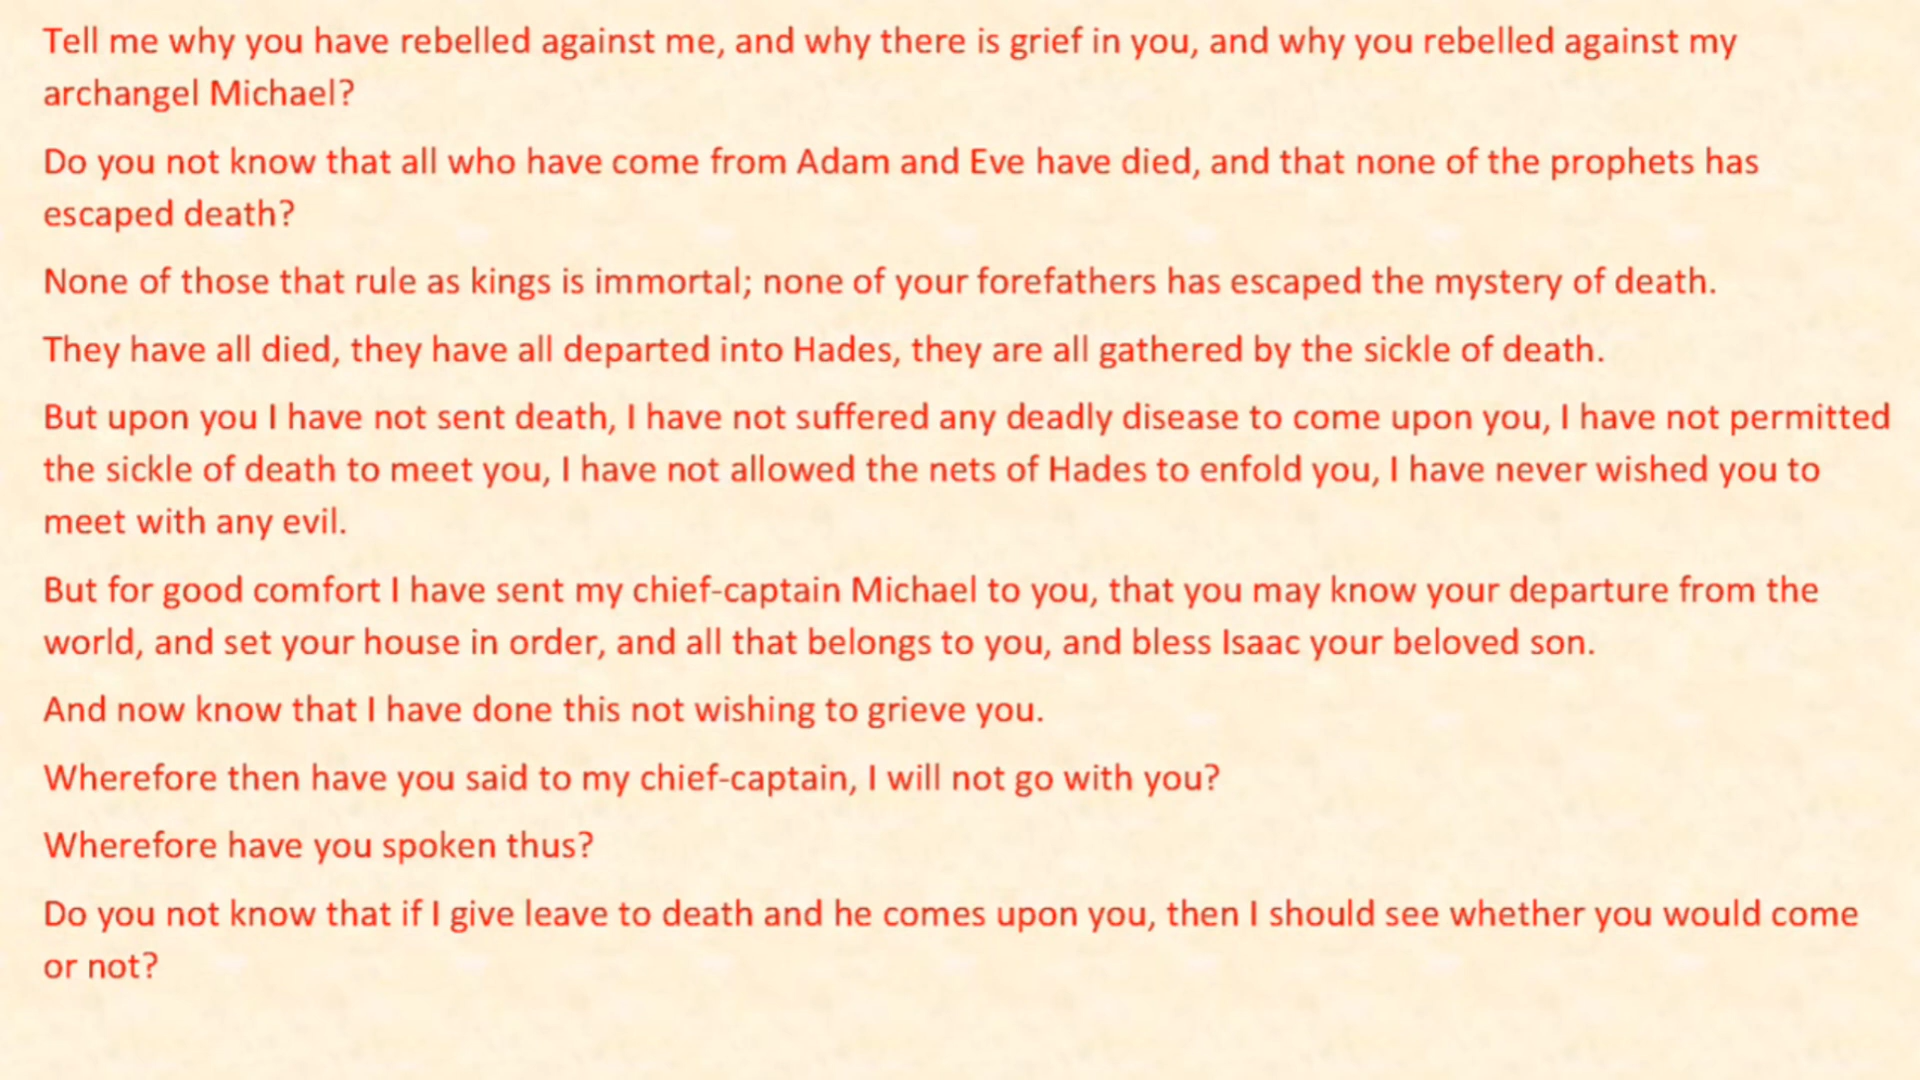 Tell me why you have rebelled against me, and why there is grief in you, and why you rebelled against my
archangel Michael?
Do you not know that all who have come from Adam and Eve have died, and that none of the prophets has
escaped death?
None of those that rule as kings is immortal; none of your forefathers has escaped the mystery of death.
They have all died, they have all departed into Hades, they are all gathered by the sickle of death.
But upon you I have not sent death, I have not suffered any deadly disease to come upon you, I have not permitted
the sickle of death to meet you, I have not allowed the nets of Hades to enfold you, I have never wished you to
meet with any evil.
But for good comfort I have sent my chief-captain Michael to you, that you may know your departure from the
world, and set your house in order, and all that belongs to you, and bless Isaac your beloved son.
And now know that I have done this not wishing to grieve you.
Wherefore then have you said to my chief-captain, I will not go with you?
Wherefore have you spoken thus?
Do you not know that if I give leave to death and he comes upon you, then I should see whether you would come
or not?